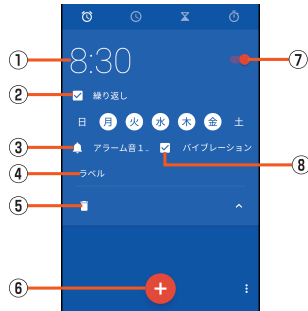 ① 8:30 ⑦
② 繰り返し
日 月 火 水 木 金 土
③ アラーム音1... バイブレーション ⑧
④ ラベル
⑤
⑥